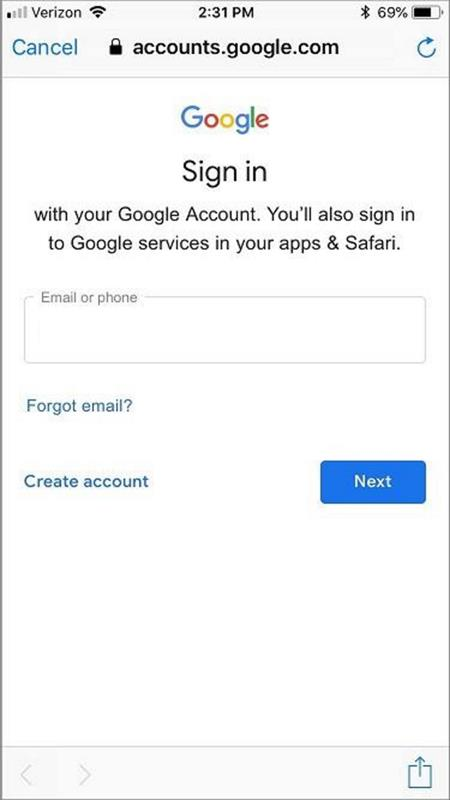 Verizon 2:31 PM 69%
Cancel accounts.google.com
Google
Sign in
with your Google Account. You’ll also sign in
to Google services in your apps & Safari.
Email or phone
Forgot email?
Create account Next